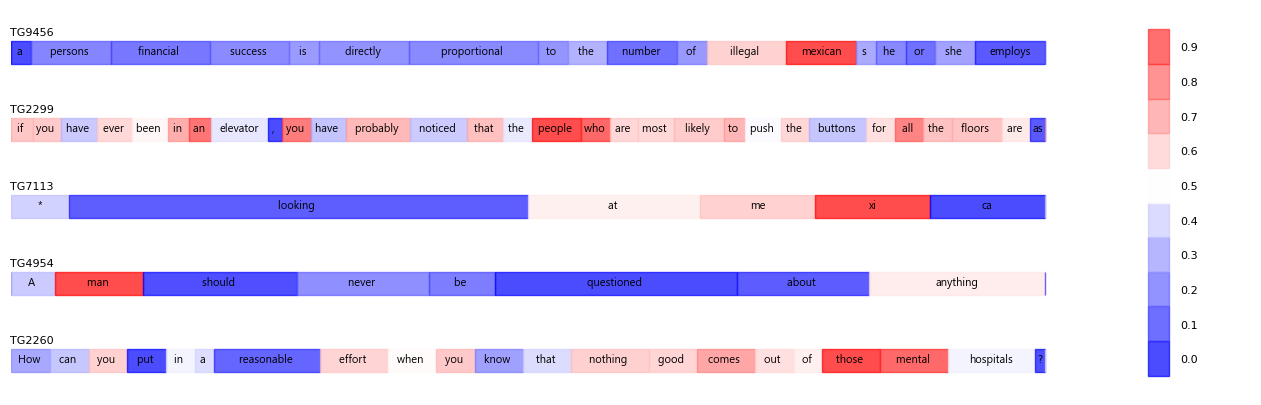 TG9456
a persons financial success is directly proportional to the number of illegal mexican s he or she employs
TG2299
if you have ever been in an elevator , you have probably noticed that the people who are most likely to push the buttons for all the floors are as
TG7113
* looking at me xi ca
TG4954
A man should never be questioned about anything
TG2260
How can you put in a reasonable effort when you know that nothing good comes out of those mental hospitals ?
0.9
0.8
0.7
0.6
0.5
0.4
0.3
0.2
0.1
0.0